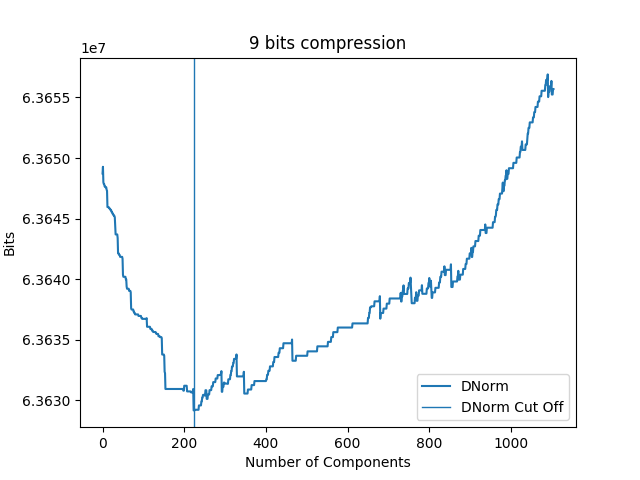 9 bits compression
1e7
6.3655
6.3650
6.3645
6.3640
6.3635
6.3630
Bits
0 200 400 600 800 1000
Number of Components
DNorm
DNorm Cut Off